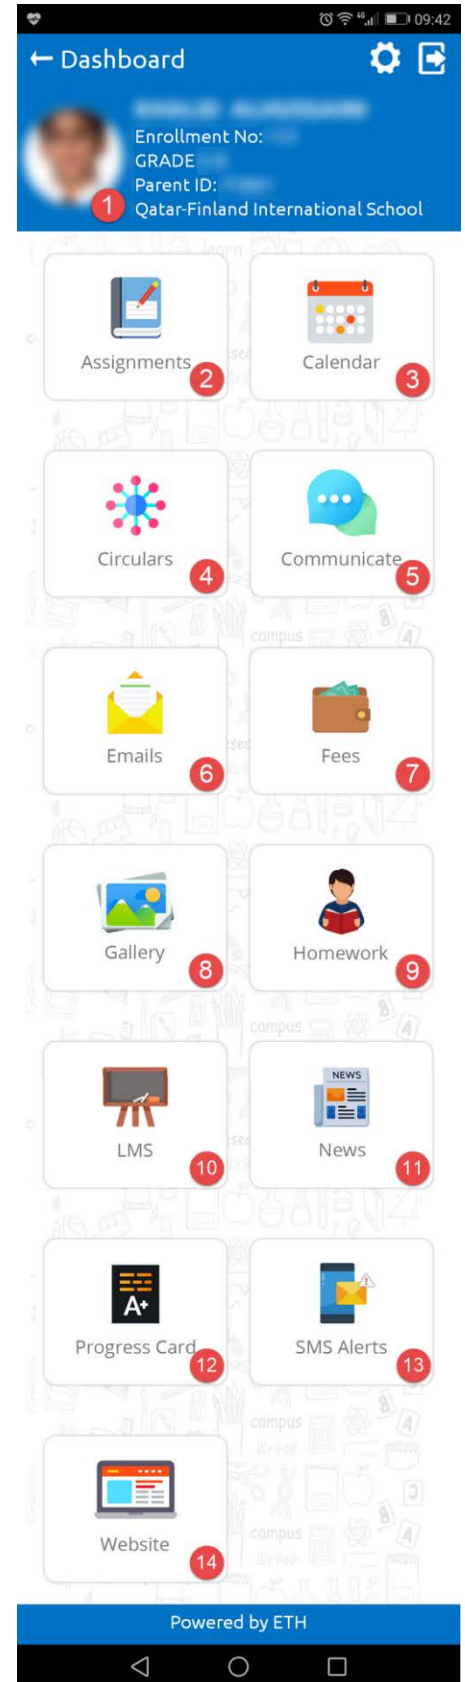 09:42
Dashboard
Enrollment No:
GRADE
Parent ID:
1
Qatar-Finland International School
Assignments
2
Calendar
3
Circulars
4
Communicate
5
Emails
6
Fees
7
Gallery
8
Homework
9
LMS
10
NEWS
News
11
A+
Progress Card
12
SMS Alerts
13
Website
14
Powered by ETH